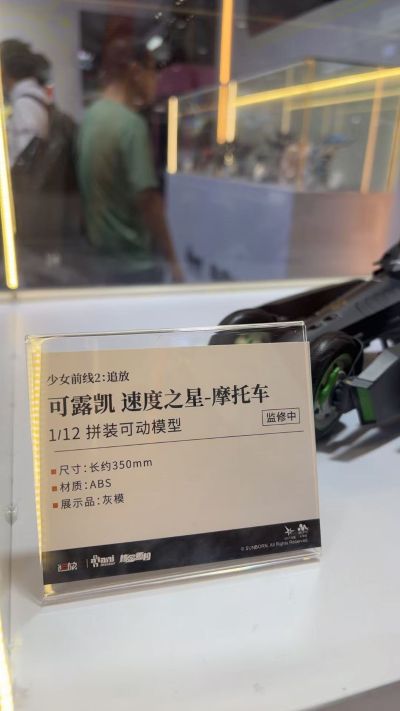 少女前线2:追放
可露凯 速度之星-摩托车
1/12 拼装可动模型
监修中
尺寸:长约350mm
材质:ABS
展示品:灰模
© SUNBORN. All Rights Reserved.